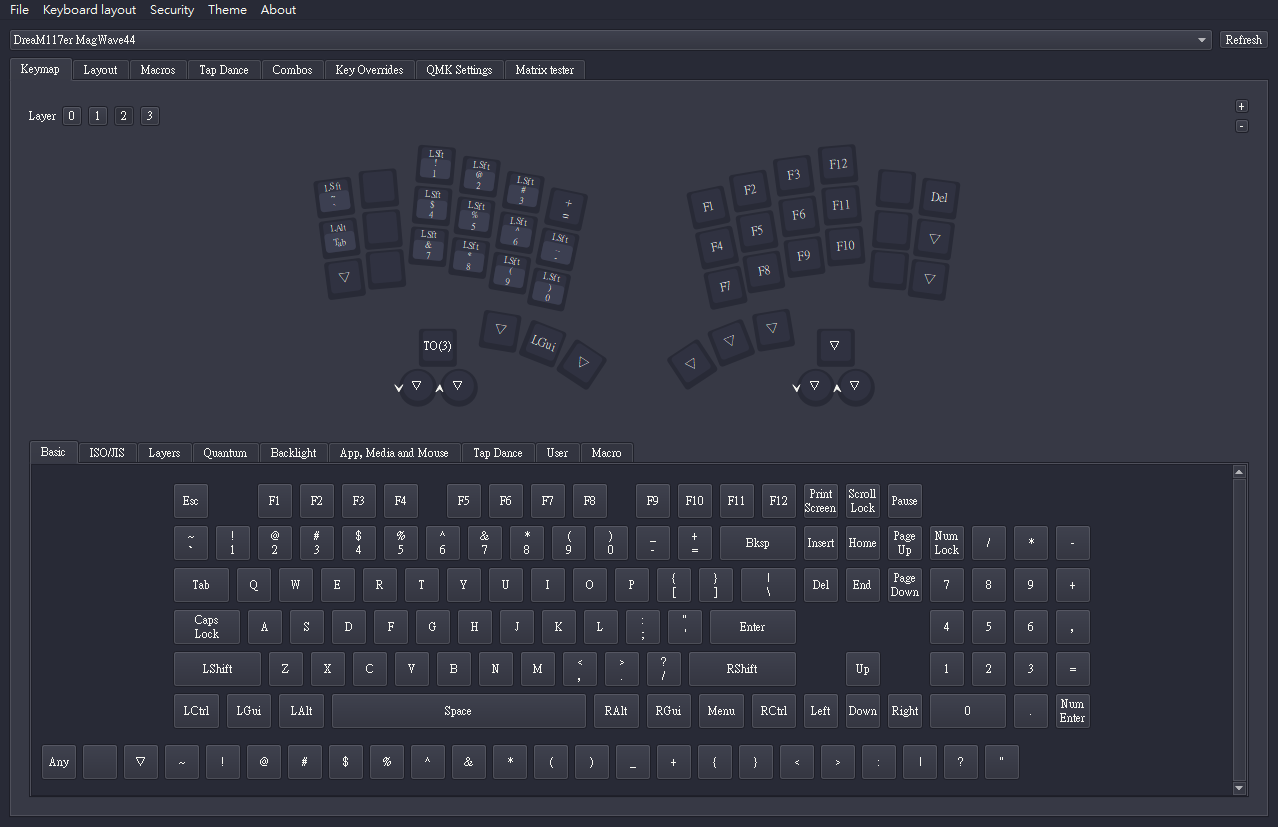 File Keyboard layout Security Theme About
DreaM117er MagWave44 Refresh
Keymap Layout Macros Tap Dance Combos Key Overrides QMK Settings Matrix tester
Layer 0 1 2 3
+
-
LSft ~ `
LSft ! 1
LSft @ 2
LSft # 3
+ =
LAlt Tab
LSft $ 4
LSft % 5
LSft ^ 6
LSft _ -
▽
LSft & 7
LSft * 8
LSft ( 9
LSft ) 0
F1 F2 F3 F12 Del
F4 F5 F6 F11 ▽
F7 F8 F9 F10 ▽
TO(3) ▽ LGui ▷
◁ ▽ ▽ ▽
▽ ▽ ▽ ▽
Basic ISO/JIS Layers Quantum Backlight App, Media and Mouse Tap Dance User Macro
Esc F1 F2 F3 F4 F5 F6 F7 F8 F9 F10 F11 F12 Print Screen Scroll Lock Pause
~ ` ! 1 @ 2 # 3 $ 4 % 5 ^ 6 & 7 * 8 ( 9 ) 0 _ - + = Bksp Insert Home Page Up Num Lock / * -
Tab Q W E R T Y U I O P { [ } ] | \ Del End Page Down 7 8 9 +
Caps Lock A S D F G H J K L : ; " ' Enter 4 5 6 ,
LShift Z X C V B N M < , > . ? / RShift Up 1 2 3 =
LCtrl LGui LAlt Space RAlt RGui Menu RCtrl Left Down Right 0 . Num Enter
Any ▽ ~ ! @ # $ % ^ & * ( ) _ + { } < > : | ? "